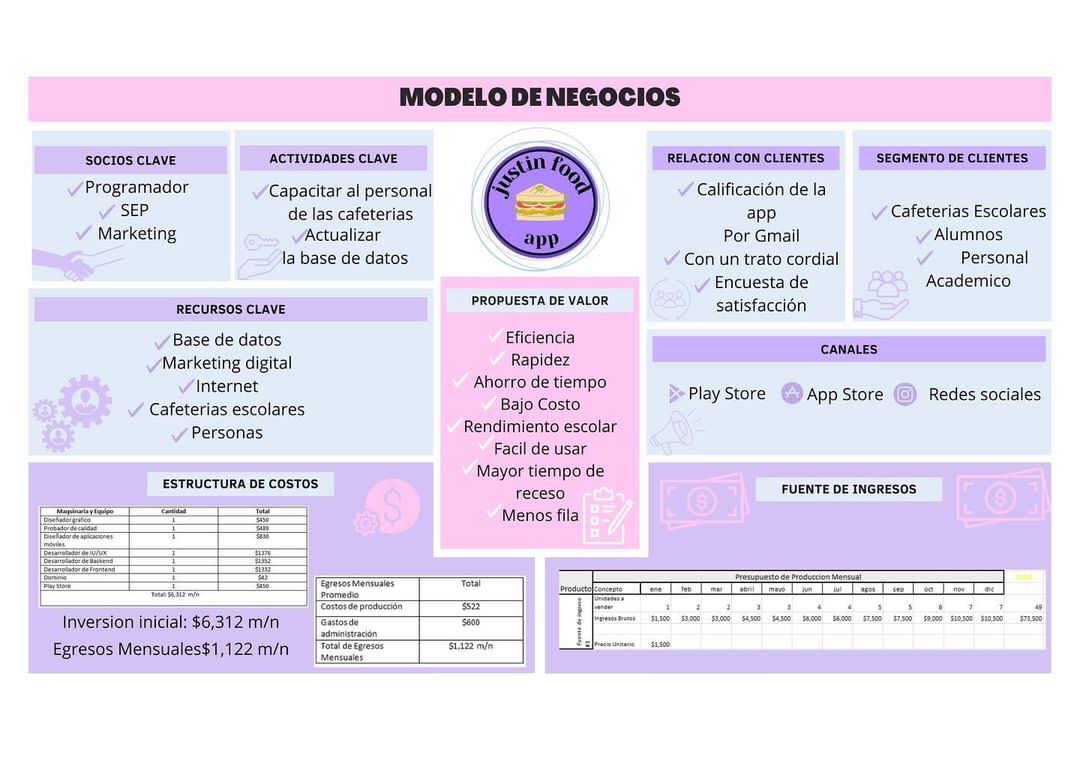 MODELO DE NEGOCIOS
SOCIOS CLAVE
Programador
SEP
Marketing
ACTIVIDADES CLAVE
Capacitar al personal
de las cafeterias
Actualizar
la base de datos
justin food
app
RELACION CON CLIENTES
Calificación de la
app
Por Gmail
Con un trato cordial
Encuesta de
satisfacción
SEGMENTO DE CLIENTES
Cafeterias Escolares
Alumnos
Personal
Academico
RECURSOS CLAVE
Base de datos
Marketing digital
Internet
Cafeterias escolares
Personas
PROPUESTA DE VALOR
Eficiencia
Rapidez
Ahorro de tiempo
Bajo Costo
Rendimiento escolar
Facil de usar
Mayor tiempo de
receso
Menos fila
CANALES
Play Store App Store Redes sociales
ESTRUCTURA DE COSTOS
Maquinaria y Equipo Cantidad Total
Diseñador grafico 1 $450
Probador de calidad 1 $480
Diseñador de aplicaciones 1 $830
móviles
Desarrollador de IU/UX 1 $1376
Desarrollador de Backend 1 $1352
Desarrollador de Frontend 1 $1332
Dominio 1 $42
Play Store 1 $450
Total: $6,312 m/n
Inversion inicial: $6,312 m/n
Egresos Mensuales$1,122 m/n
Egresos Mensuales Total
Promedio
Costos de producción $522
Gastos de $600
administración
Total de Egresos $1,122 m/n
Mensuales
FUENTE DE INGRESOS
Presupuesto de Produccion Mensual
Producto Concepto ene feb mar abril mayo jun jul agos sep oct nov dic
Fuente de ingreso
Unidades a
vender 1 2 2 3 3 4 4 5 5 6 7 7 49
Ingresos Brutos $1,500 $3,000 $3,000 $4,500 $4,500 $6,000 $6,000 $7,500 $7,500 $9,000 $10,500 $10,500 $73,500
Precio Unitario $1,500